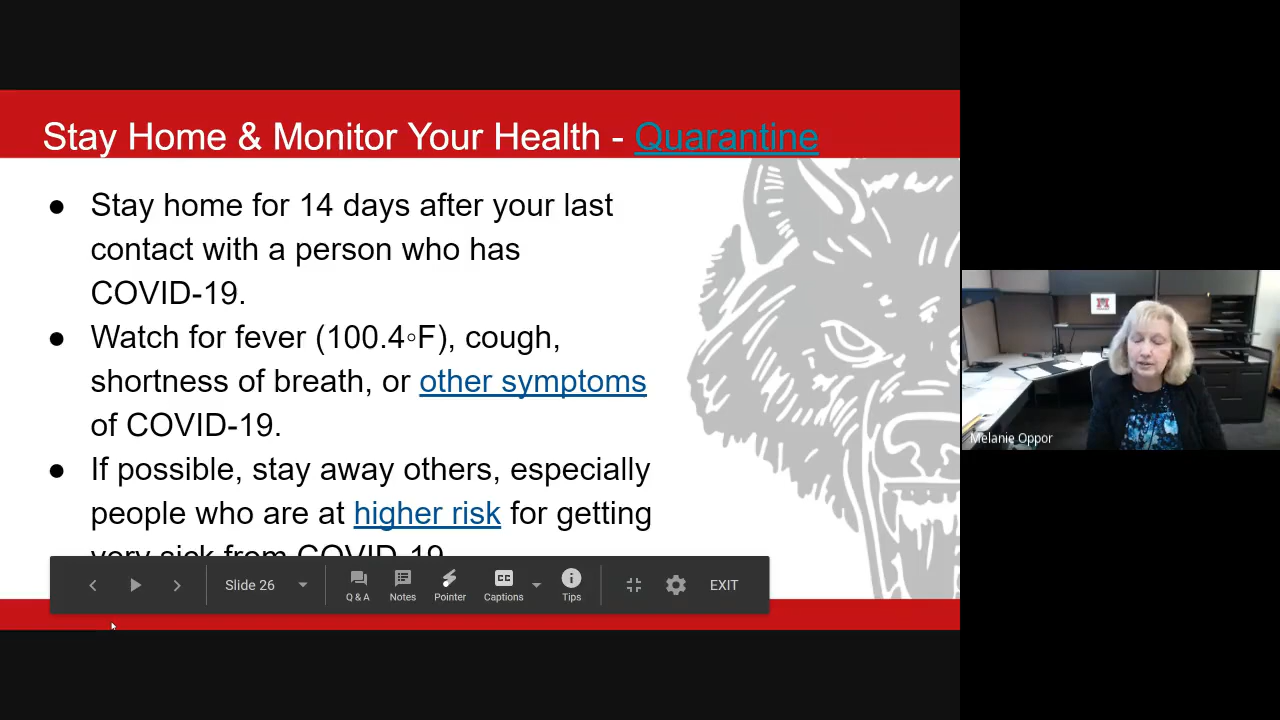 Stay Home & Monitor Your Health - Quarantine
● Stay home for 14 days after your last
contact with a person who has
COVID-19.
● Watch for fever (100.4◦F), cough,
shortness of breath, or other symptoms
of COVID-19.
● If possible, stay away others, especially
people who are at higher risk for getting
very sick from COVID-19
Slide 26
Q & A
Notes
Pointer
CC
Captions
Tips
EXIT
Melanie Oppor